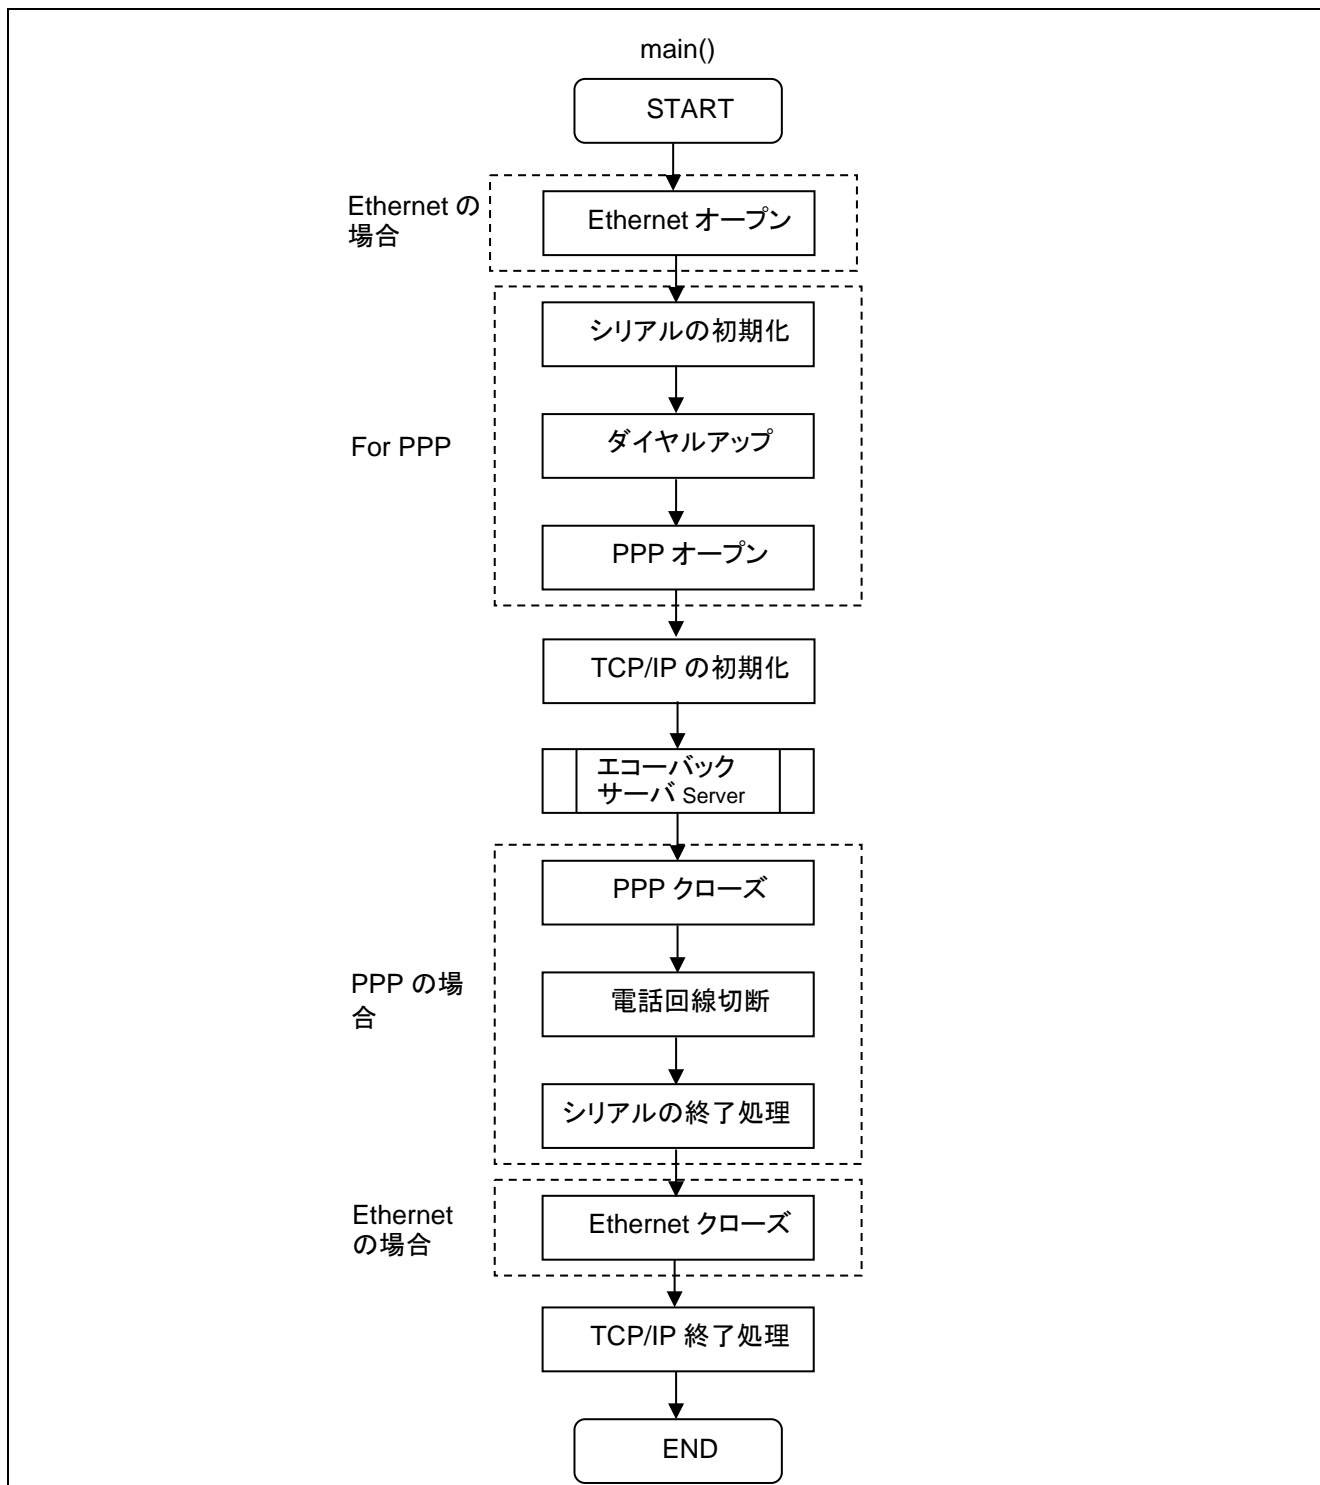 main()
START
Ethernet の
場合
Ethernet オープン
シリアルの初期化
For PPP
ダイヤルアップ
PPP オープン
TCP/IP の初期化
エコーバック
サーバ Server
PPP クローズ
PPP の場
合
電話回線切断
シリアルの終了処理
Ethernet
の場合
Ethernet クローズ
TCP/IP 終了処理
END